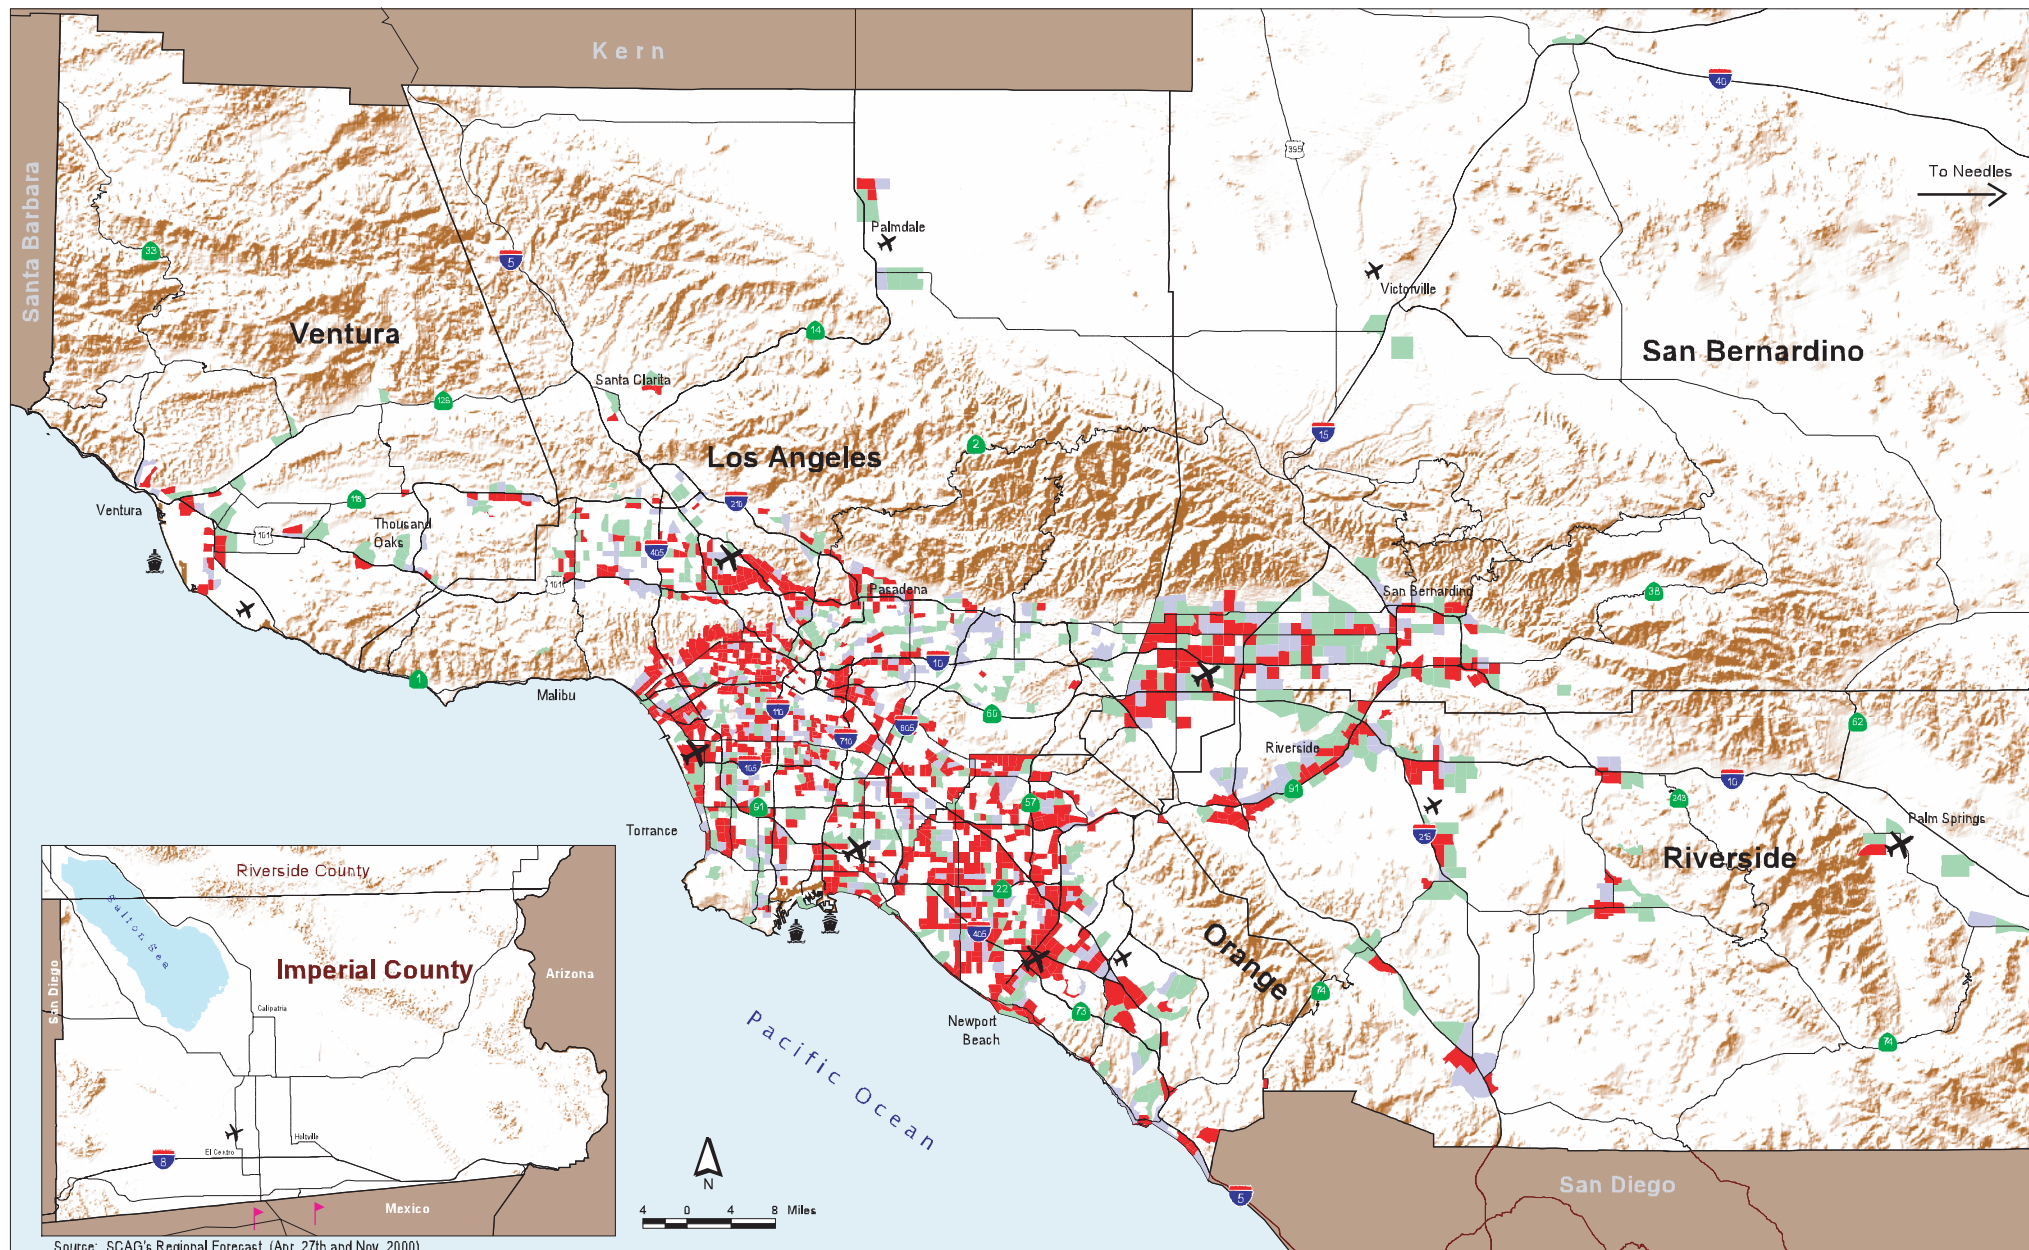 Kern
40
395
To Needles
Santa Barbara
Palmdale
33
5
Victorville
Ventura
14
San Bernardino
Santa Clarita
126
15
2
Los Angeles
210
118
Ventura
Thousand
Oaks
101
405
101
Pasadena
San Bernardino
38
10
1
Malibu
110
60
605
62
710
Riverside
105
10
91
57
91
243
Palm Springs
Torrance
215
Riverside
22
405
Orange
74
73
Newport
Beach
74
Pacific Ocean
Riverside County
Salton Sea
Imperial County
Arizona
San Diego
Calipatria
Holtville
El Centro
8
Mexico
N
4 0 4 8 Miles
San Diego
5
Source: SCAG's Regional Forecast (Apr. 27th and Nov. 2000)